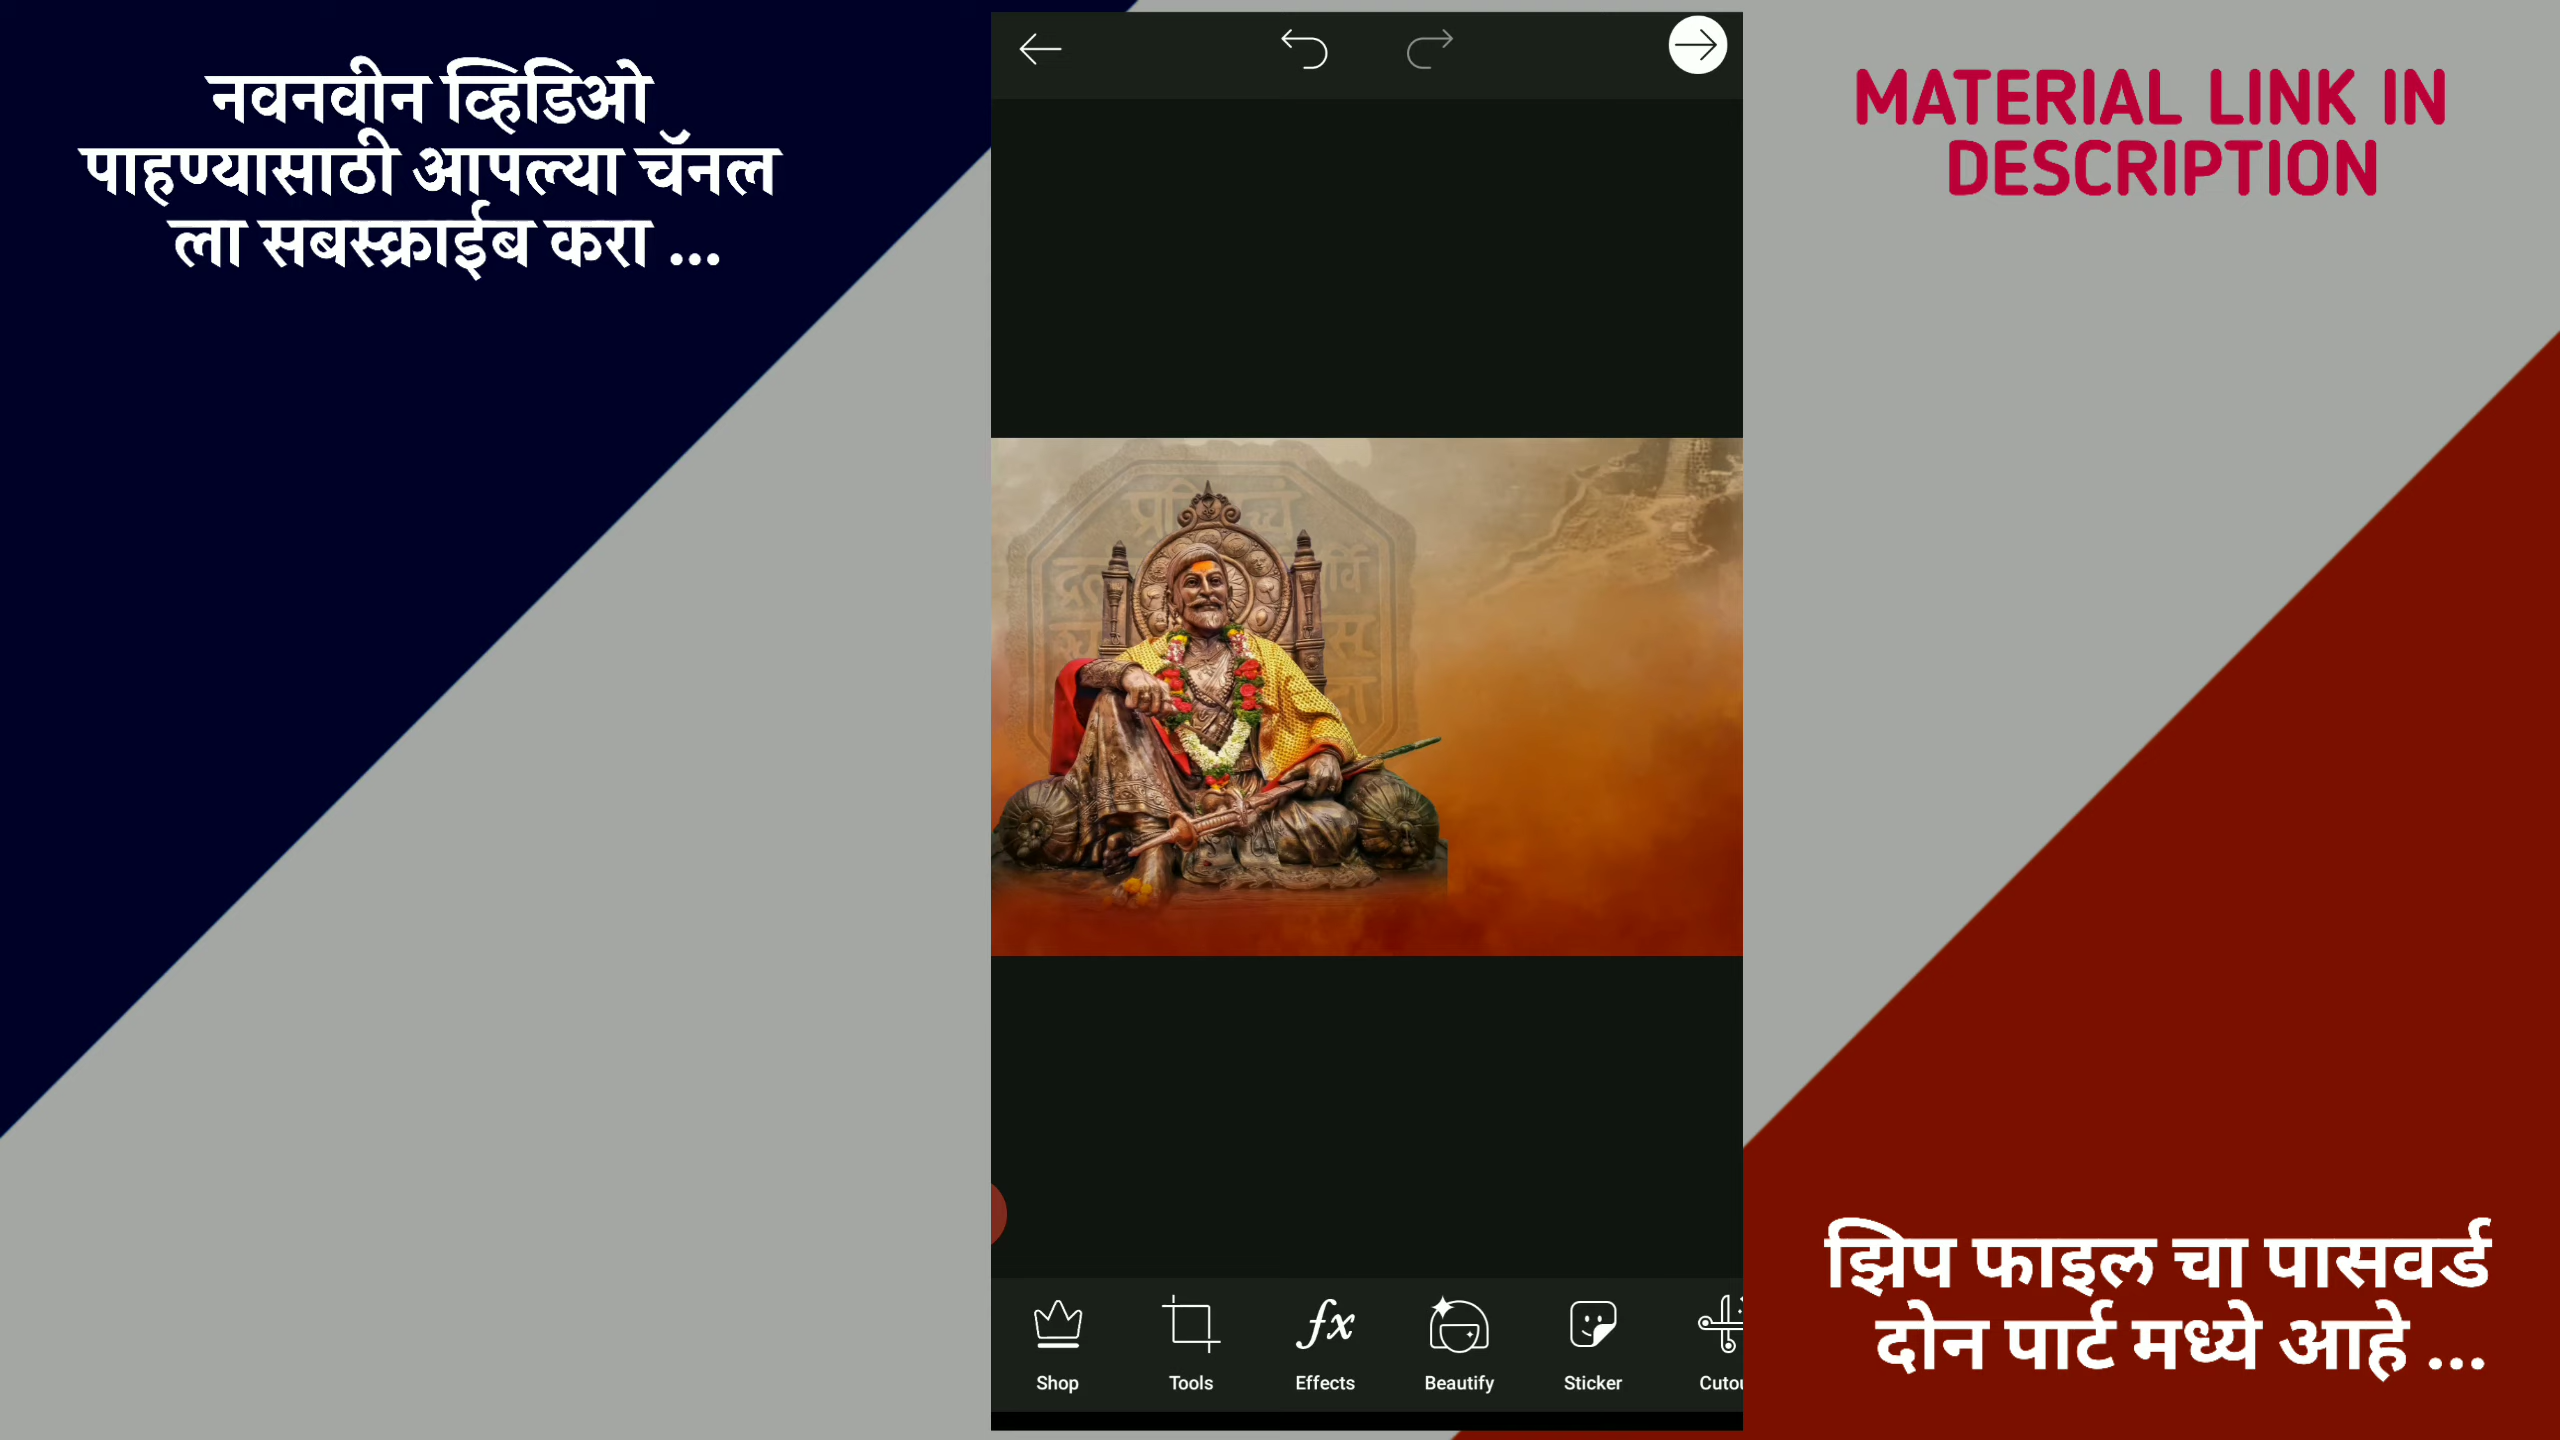 नवनवीन व्हिडिओ
पाहण्यासाठी आपल्या चॅनल
ला सबस्क्राईब करा ...
MATERIAL LINK IN
DESCRIPTION
Shop
Tools
Effects
Beautify
Sticker
झिप फाइल चा पासवर्ड
दोन पार्ट मध्ये आहे ...